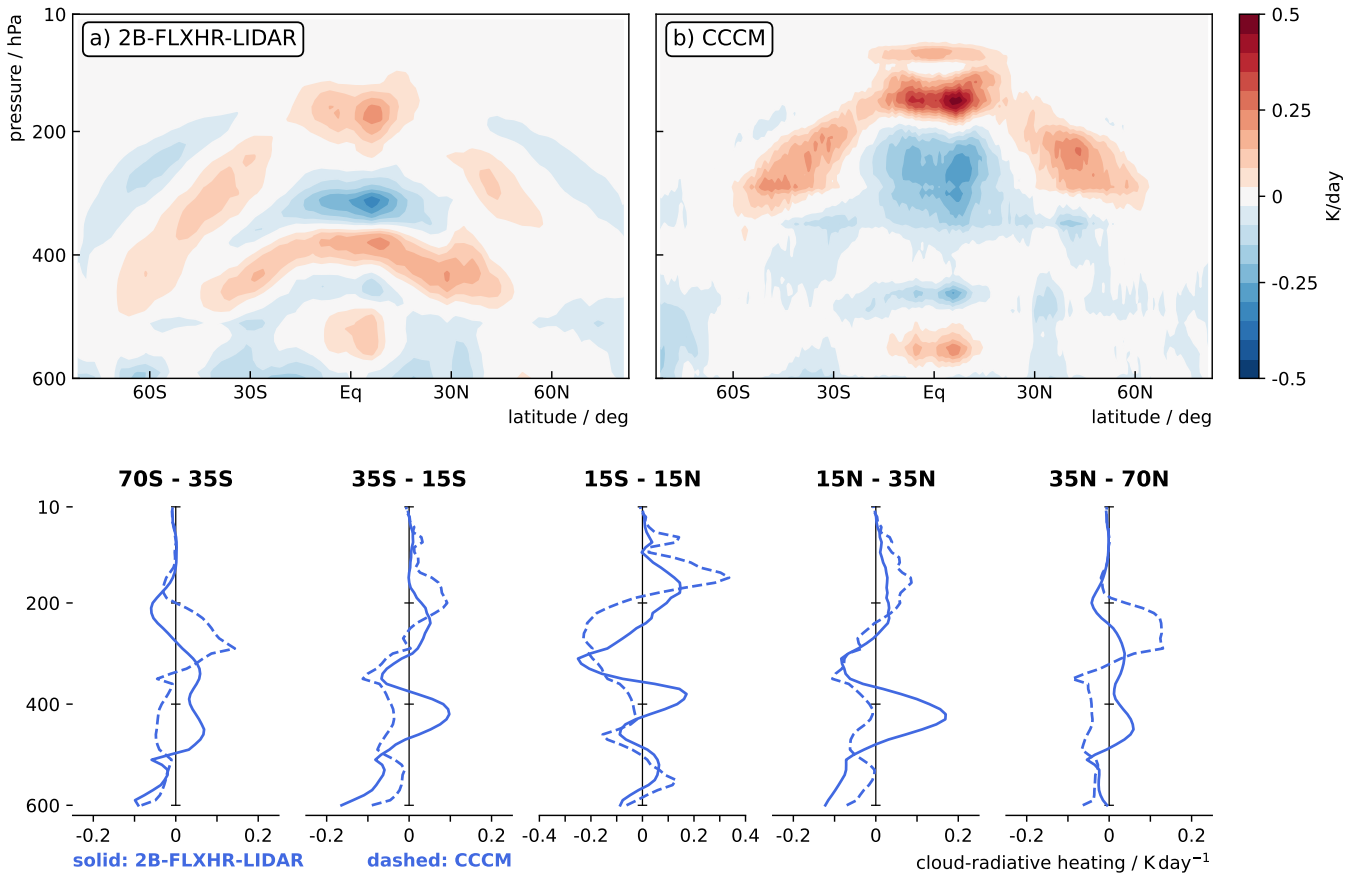 a) 2B-FLXHR-LIDAR
b) CCCM
pressure / hPa
10
200
400
600
60S 30S Eq 30N 60N
latitude / deg
60S 30S Eq 30N 60N
latitude / deg
0.5
0.25
0
-0.25
-0.5
K/day
70S - 35S
35S - 15S
15S - 15N
15N - 35N
35N - 70N
10
200
400
600
-0.2 0 0.2
-0.2 0 0.2
-0.4 -0.2 0 0.2 0.4
-0.2 0 0.2
-0.2 0 0.2
solid: 2B-FLXHR-LIDAR
dashed: CCCM
cloud-radiative heating / K day⁻¹